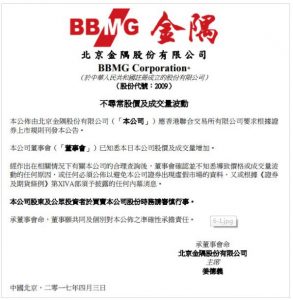 BBMG 金隅
北京金隅股份有限公司
BBMG Corporation*
(於中華人民共和國註冊成立的股份有限公司)
(股份代號：2009)
不尋常股價及成交量波動
本公佈由北京金隅股份有限公司(「本公司」)應香港聯合交易所有限公司要求根據證
券上市規則刊發本公告。
本公司董事會(「董事會」)已知悉本日本公司股價及成交量增加。
經作出在相關情況下有關本公司的合理查詢後，董事會確認並不知悉導致價格或成交量波
動的任何原因，或任何必須公佈以避免本公司證券出現虛假市場的資料，又或根據《證券
及期貨條例》第XIVA部須予披露的任何內幕消息。
本公司股東及公眾投資者於買賣本公司股份時務請審慎行事。
承董事會命，董事願共同及個別對本公佈之準確性承擔責任。
6-1.jpg
承董事會命
北京金隅股份有限公司
主席
姜德義
中國北京，二零一七年四月三日